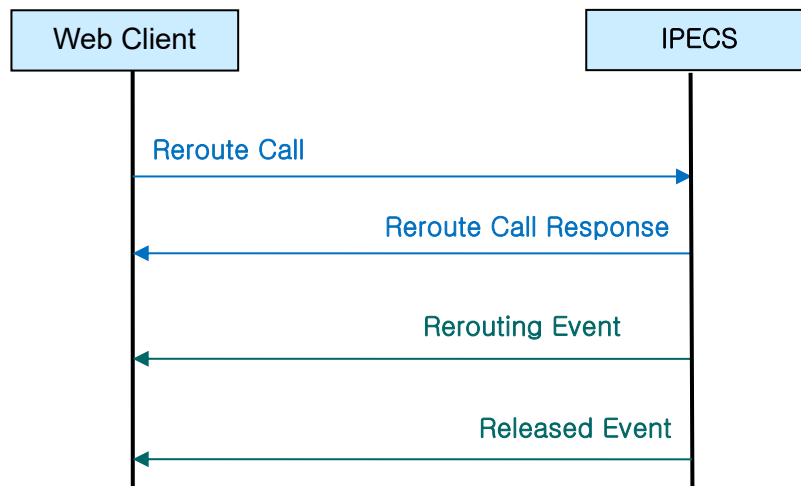 Web Client
IPECS
Reroute Call
Reroute Call Response
Rerouting Event
Released Event